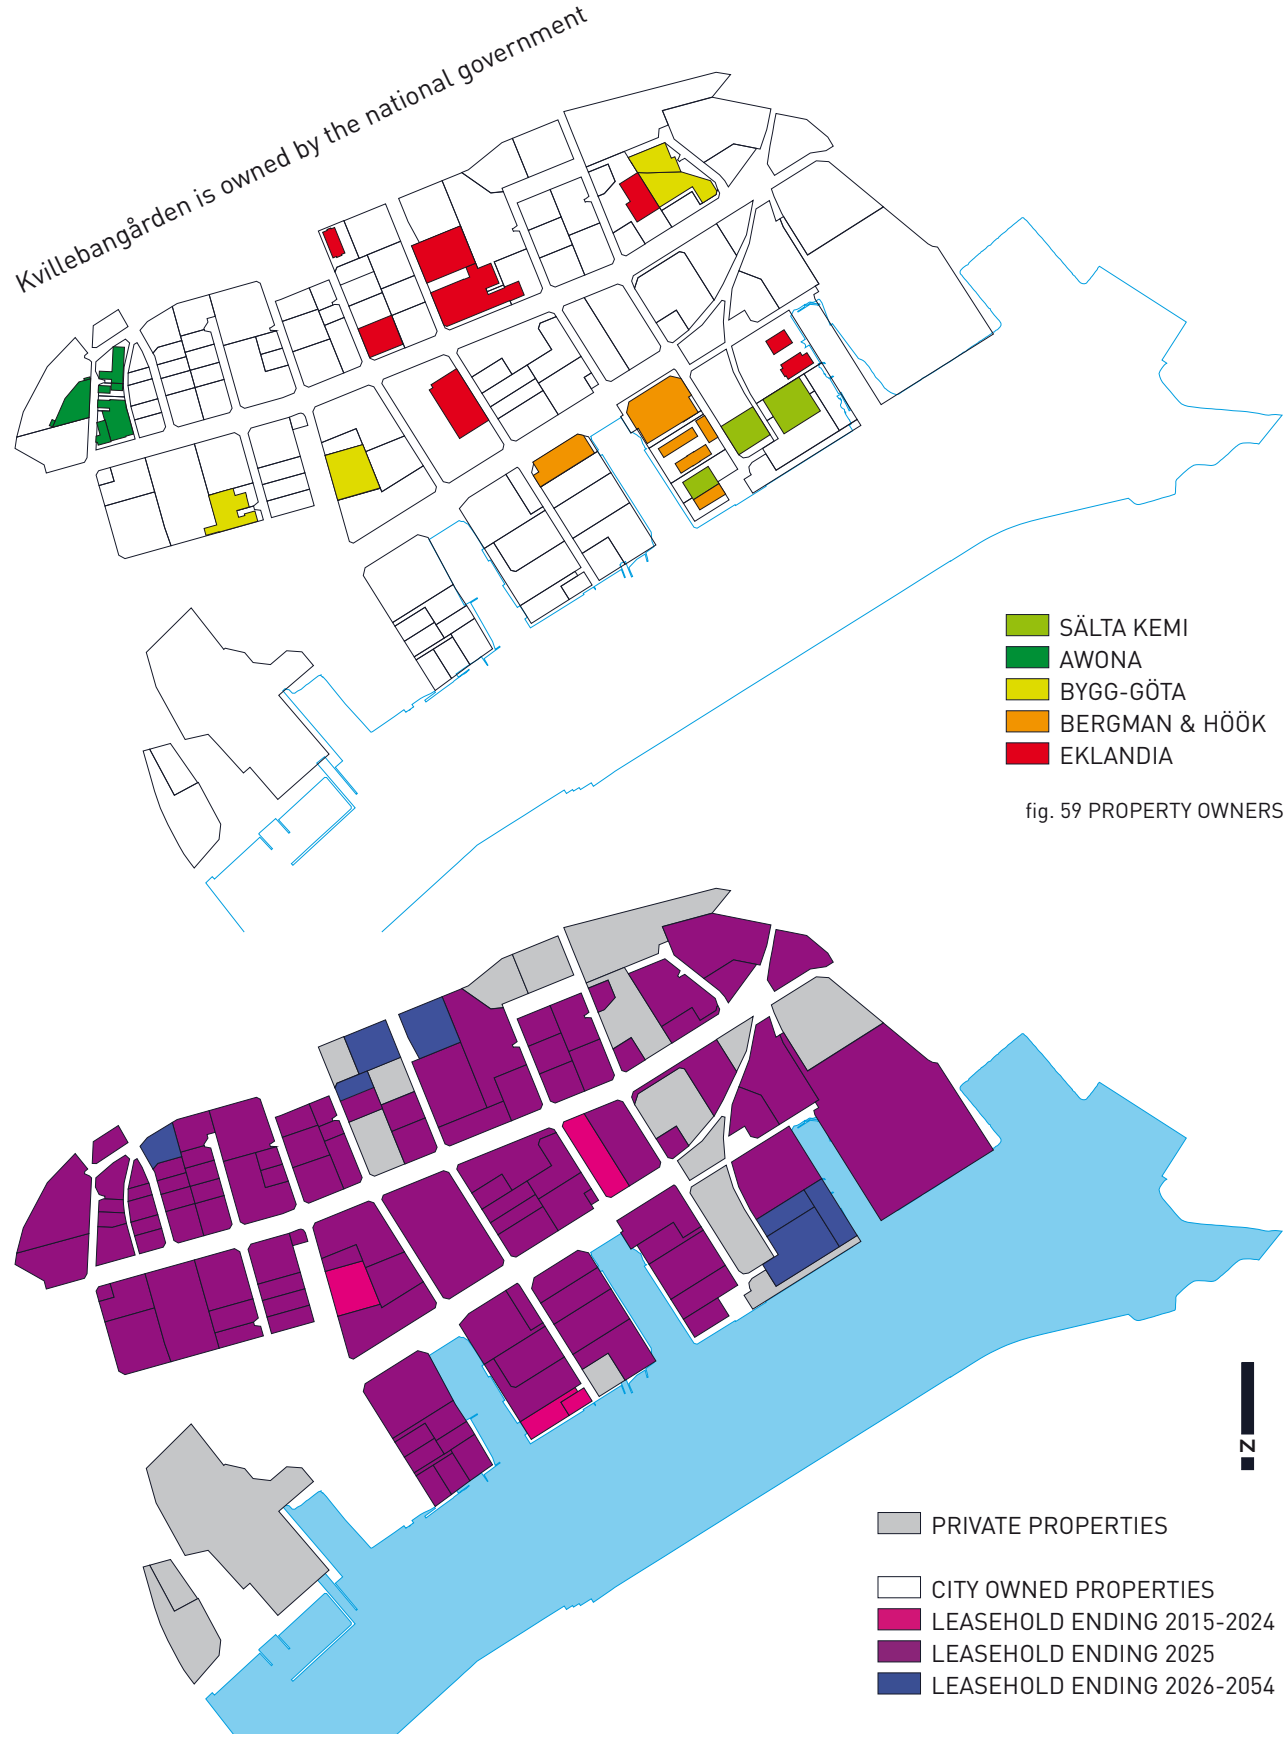 Kvillebangården is owned by the national government
SÄLTA KEMI
AWONA
BYGG-GÖTA
BERGMAN & HÖÖK
EKLANDIA
fig. 59 PROPERTY OWNERS
N
PRIVATE PROPERTIES
CITY OWNED PROPERTIES
LEASEHOLD ENDING 2015-2024
LEASEHOLD ENDING 2025
LEASEHOLD ENDING 2026-2054